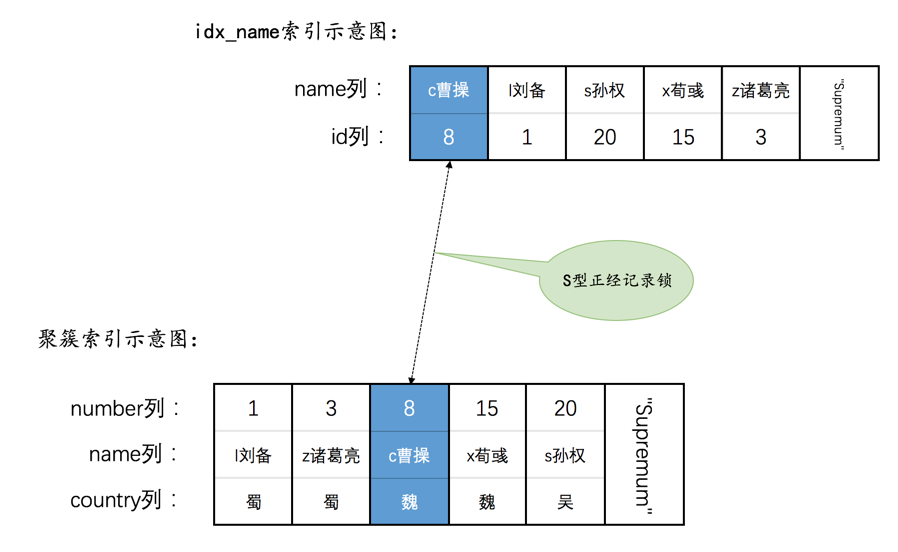 idx_name索引示意图：
name列： c曹操 l刘备 s孙权 x荀彧 z诸葛亮 "Supremum"
id列： 8 1 20 15 3
S型正经记录锁
聚簇索引示意图：
number列： 1 3 8 15 20 "Supremum"
name列： l刘备 z诸葛亮 c曹操 x荀彧 s孙权
country列： 蜀 蜀 魏 魏 吴